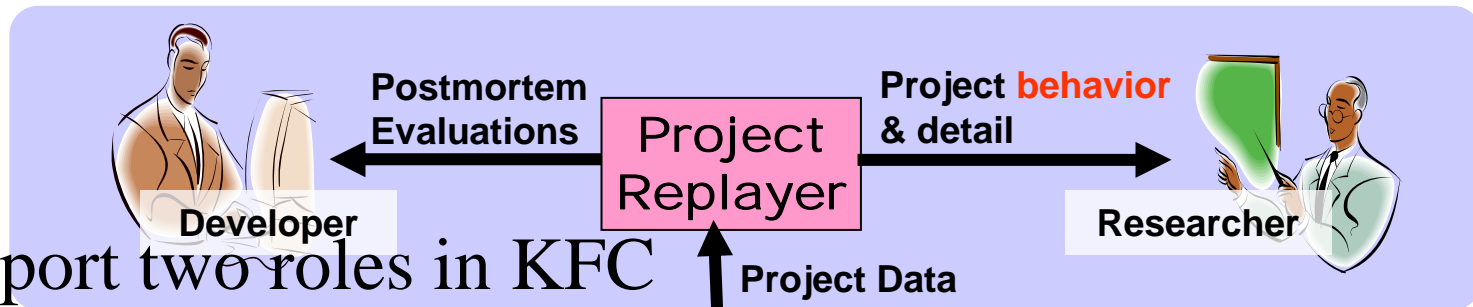 Postmortem
Evaluations
Project
Replayer
Project behavior
& detail
Developer
Researcher
port two roles in KFC
Project Data